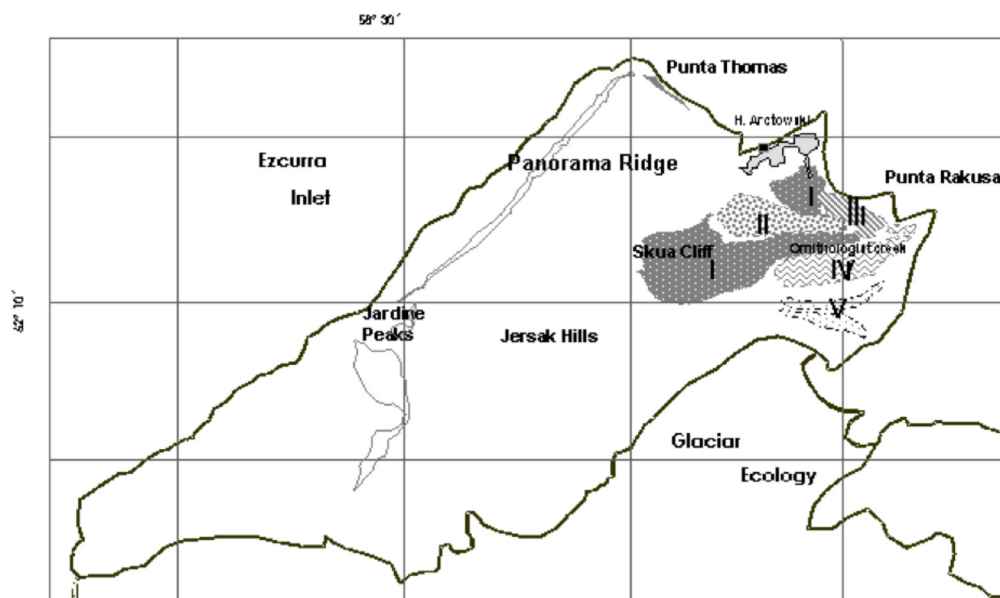 58° 30´
Punta Thomas
H. Arctowski
Ezcurra
Inlet
Panorama Ridge
Punta Rakusa
I
III
II
Skua Cliff
Ornithologist creek
I
IV
62° 10´
Jardine
Peaks
V
Jersak Hills
Glaciar
Ecology